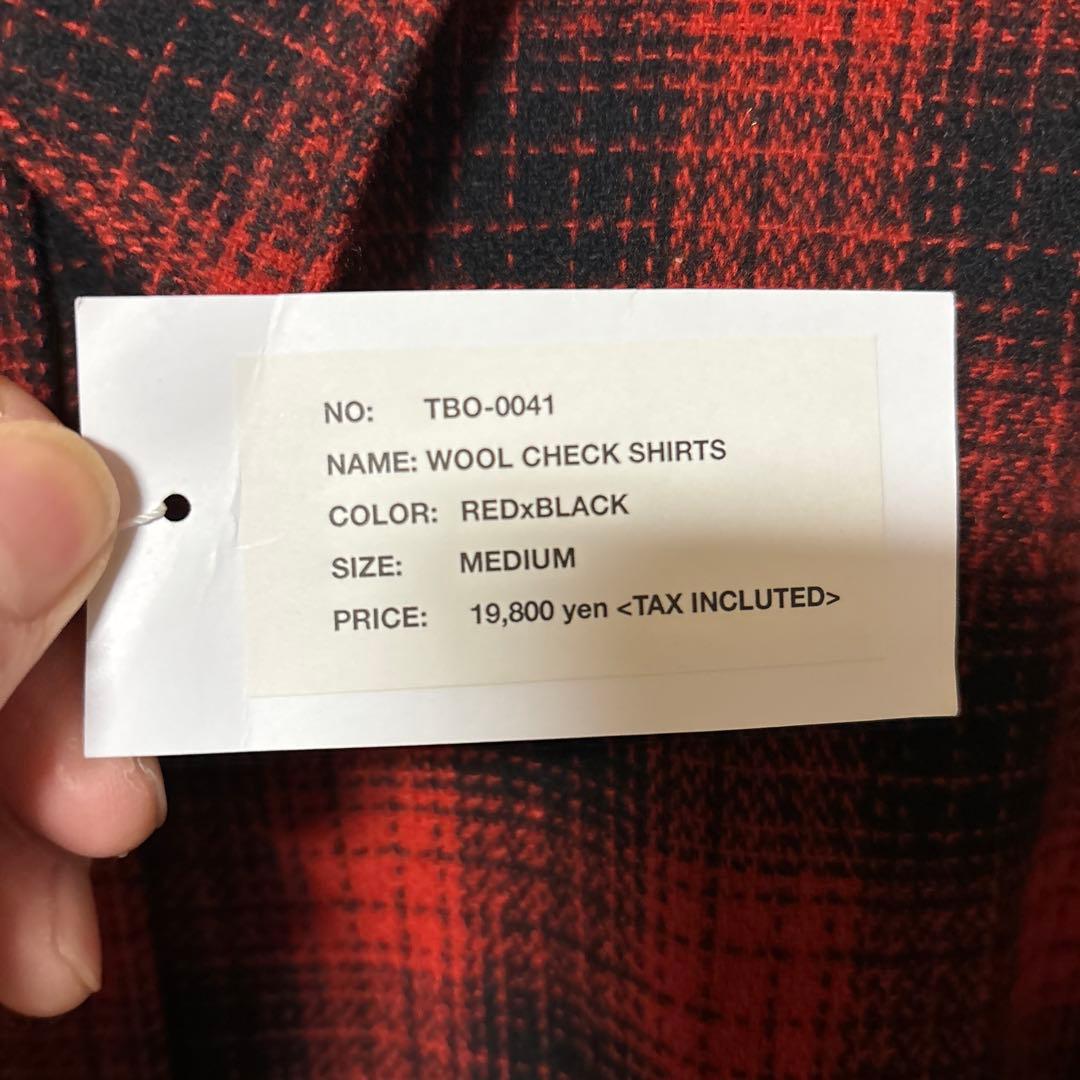 NO: TBO-0041
NAME: WOOL CHECK SHIRTS
COLOR: REDxBLACK
SIZE: MEDIUM
PRICE: 19,800 yen <TAX INCLUTED>